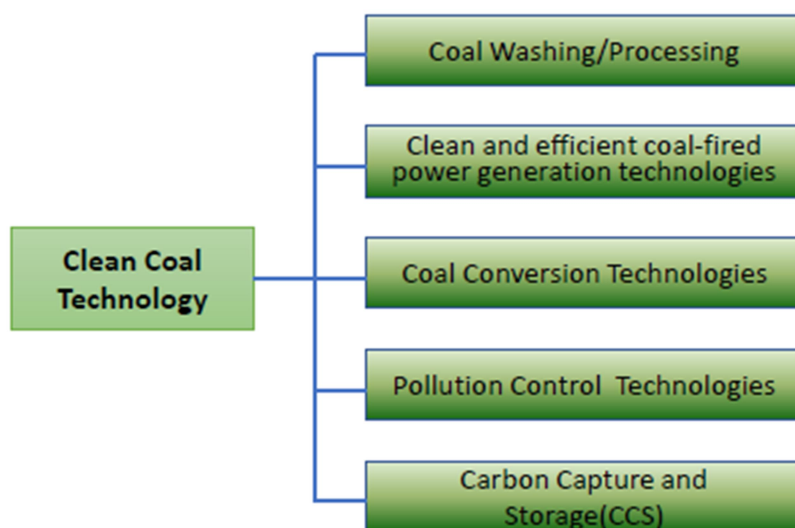 Coal Washing/Processing
Clean and efficient coal-fired
power generation technologies
Clean Coal
Technology
Coal Conversion Technologies
Pollution Control  Technologies
Carbon Capture and
Storage(CCS)